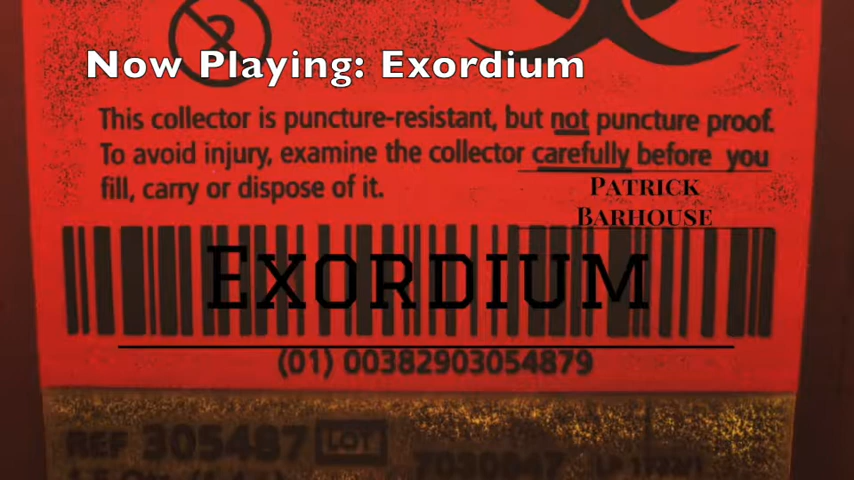 Now Playing: Exordium
This collector is puncture-resistant, but not puncture proof.
To avoid injury, examine the collector carefully before you
fill, carry or dispose of it.
Patrick
Barhouse
Exordium
(01) 00382903054879
REF 305487 LOT